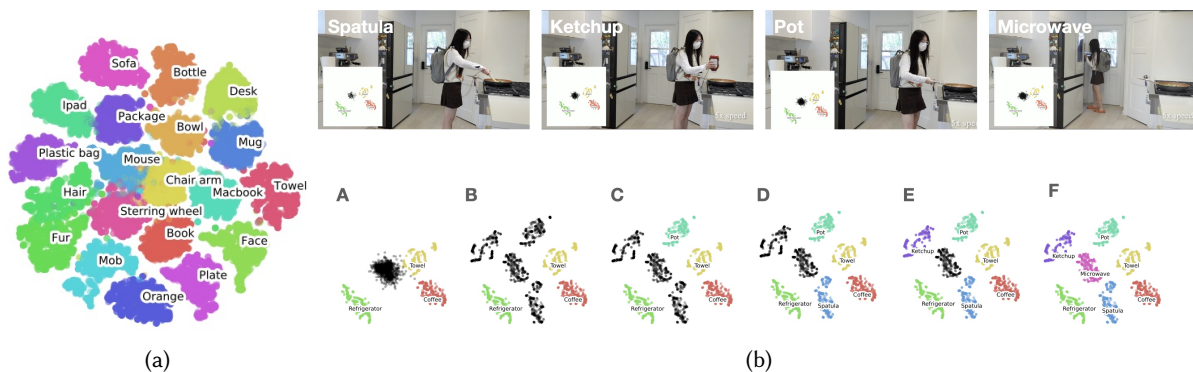 Sofa
Bottle
Desk
Ipad
Package
Bowl
Mug
Plastic bag
Mouse
Chair arm
Hair
Macbook
Towel
Sterring wheel
Book
Fur
Face
Mob
Plate
Orange
(a)
Spatula
Ketchup
Pot
Microwave
5x speed
A
B
C
D
E
F
Towel
Refrigerator
Coffee
Towel
Refrigerator
Coffee
Pot
Towel
Refrigerator
Coffee
Pot
Towel
Coffee
Refrigerator
Spatula
Pot
Ketchup
Towel
Coffee
Refrigerator
Spatula
Pot
Ketchup
Towel
Microwave
Coffee
Refrigerator
Spatula
(b)